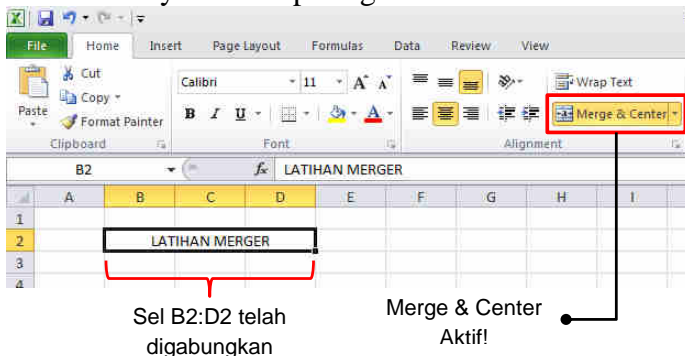 File Home Insert Page Layout Formulas Data Review View
Cut
Copy
Format Painter
Paste
Calibri 11 A A
B I U A
Wrap Text
Merge & Center
Clipboard Font Alignment
B2 fx LATIHAN MERGER
A B C D E F G H I
1
2 LATIHAN MERGER
3
4
Sel B2:D2 telah
digabungkan
Merge & Center
Aktif!